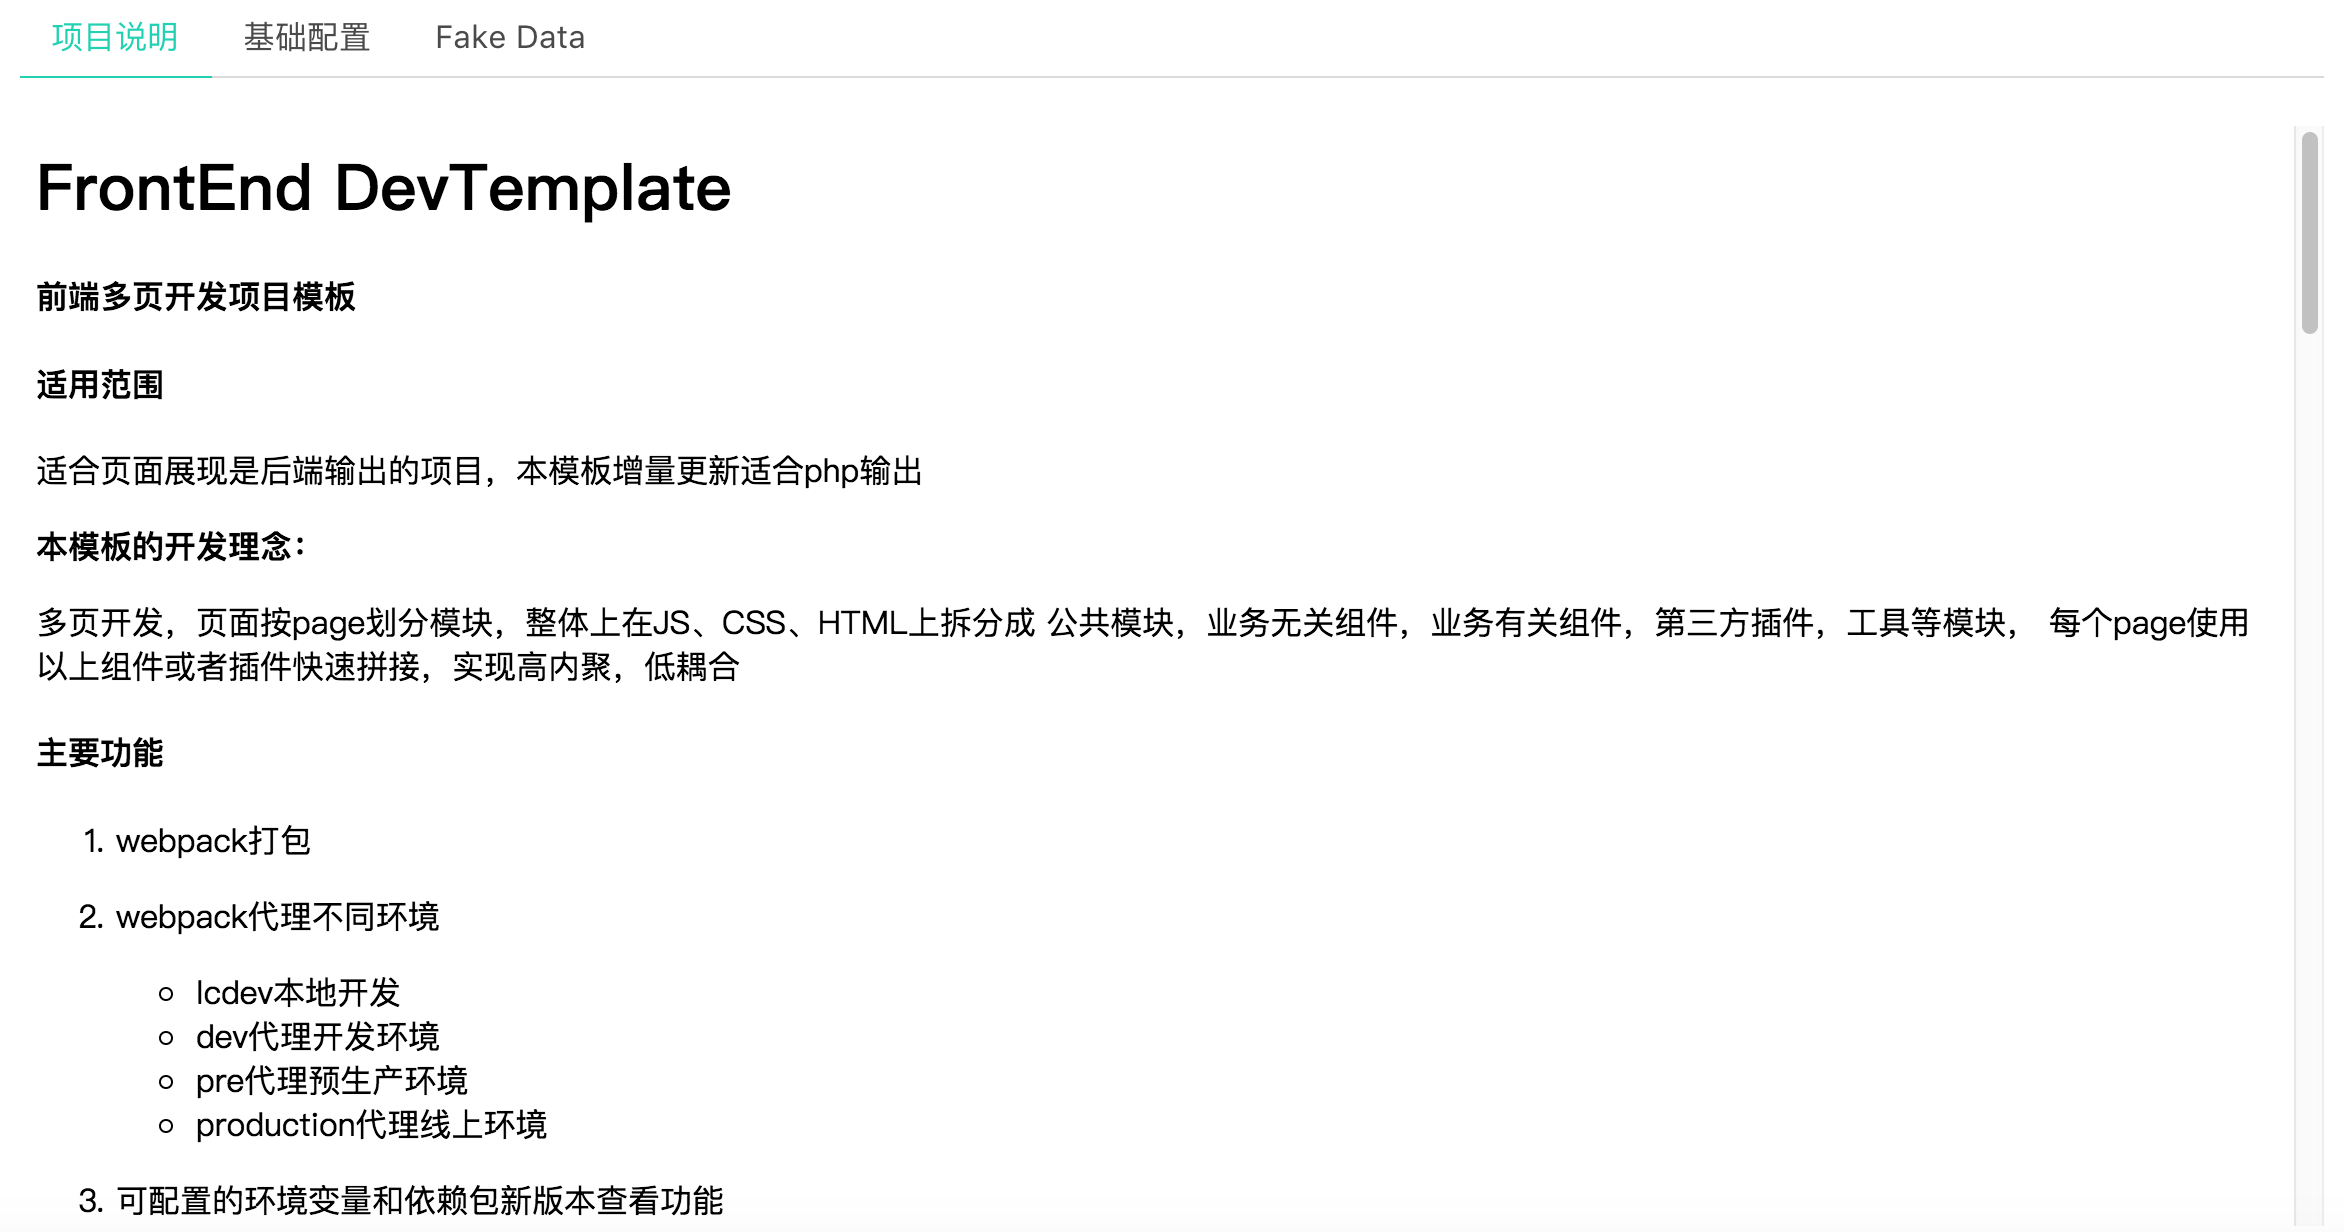 项目说明 基础配置 Fake Data
FrontEnd DevTemplate
前端多页开发项目模板
适用范围
适合页面展现是后端输出的项目，本模板增量更新适合php输出
本模板的开发理念：
多页开发，页面按page划分模块，整体上在JS、CSS、HTML上拆分成 公共模块，业务无关组件，业务有关组件，第三方插件，工具等模块， 每个page使用
以上组件或者插件快速拼接，实现高内聚，低耦合
主要功能
1. webpack打包
2. webpack代理不同环境
lcdev本地开发
dev代理开发环境
pre代理预生产环境
production代理线上环境
3. 可配置的环境变量和依赖包新版本查看功能